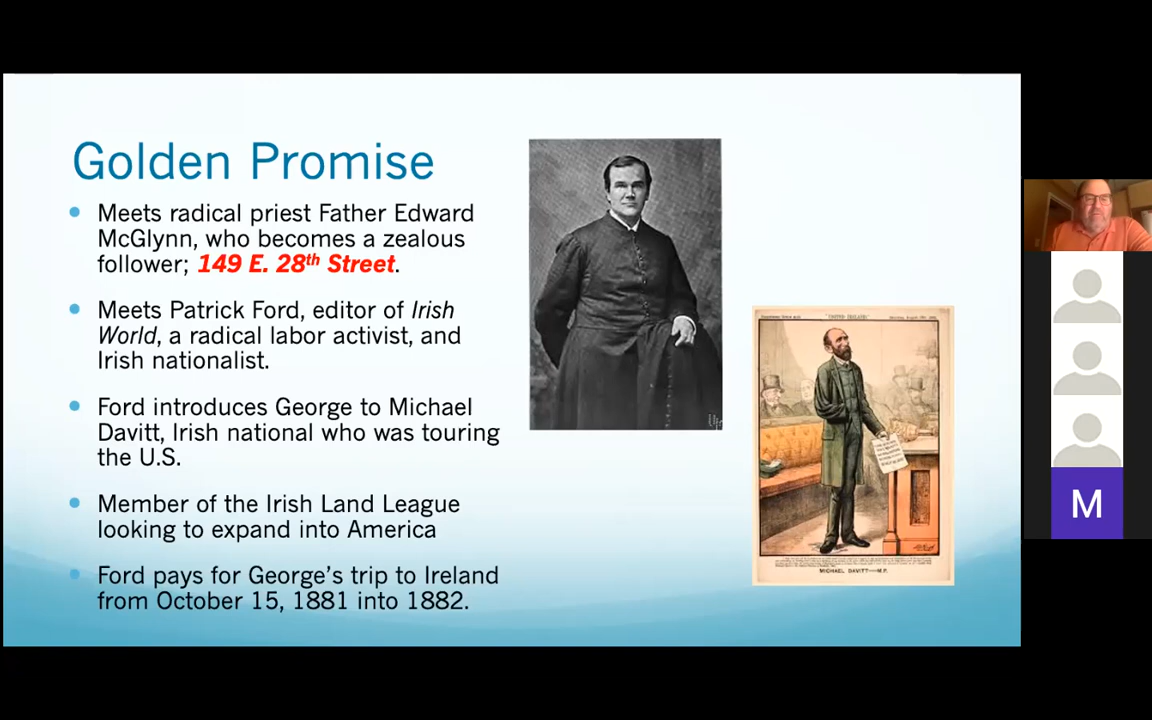 Golden Promise
Meets radical priest Father Edward
McGlynn, who becomes a zealous
follower; 149 E. 28th Street.
Meets Patrick Ford, editor of Irish
World, a radical labor activist, and
Irish nationalist.
Ford introduces George to Michael
Davitt, Irish national who was touring
the U.S.
Member of the Irish Land League
looking to expand into America
Ford pays for George’s trip to Ireland
from October 15, 1881 into 1882.
"UNITED IRELAND"
MICHAEL DAVITT—M.P.
M